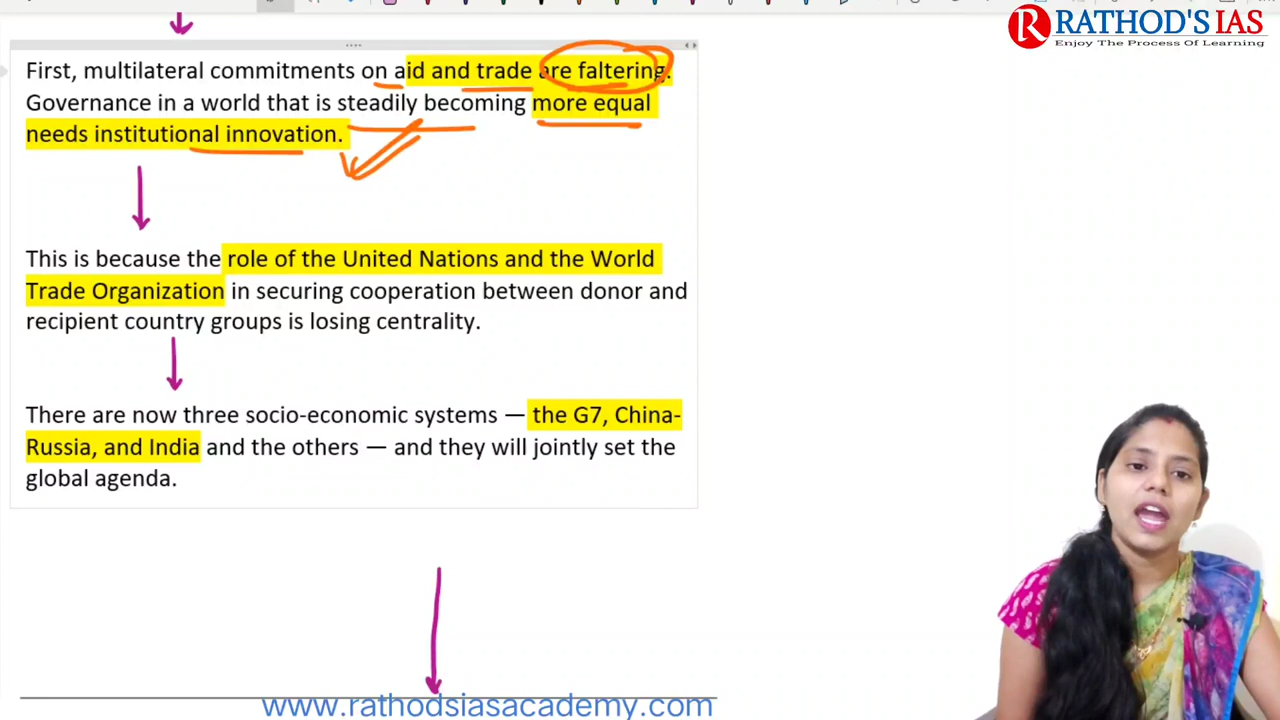 RATHOD'S IAS
Enjoy The Process Of Learning
First, multilateral commitments on aid and trade are faltering.
Governance in a world that is steadily becoming more equal
needs institutional innovation.
This is because the role of the United Nations and the World
Trade Organization in securing cooperation between donor and
recipient country groups is losing centrality.
There are now three socio-economic systems — the G7, China-
Russia, and India and the others — and they will jointly set the
global agenda.
www.rathodsiasacademy.com